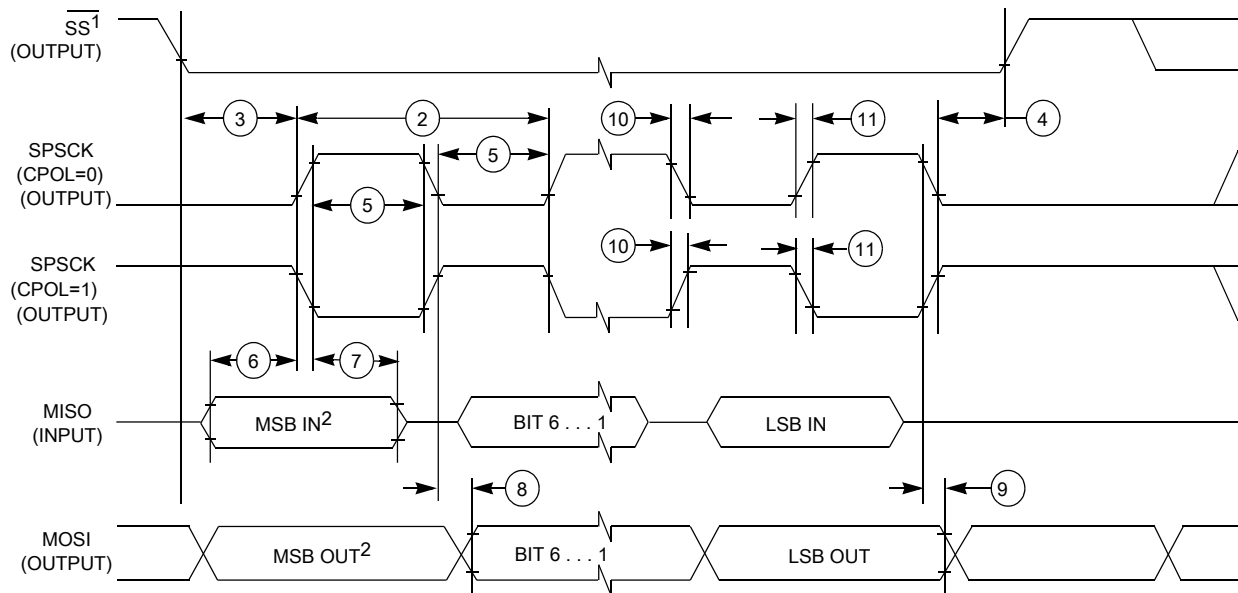 SS1
(OUTPUT)
3
2
10
11
4
SPSCK
(CPOL=0)
(OUTPUT)
5
5
SPSCK
(CPOL=1)
(OUTPUT)
10
11
6
7
MISO
(INPUT)
MSB IN2
BIT 6 . . . 1
LSB IN
8
9
MOSI
(OUTPUT)
MSB OUT2
BIT 6 . . . 1
LSB OUT